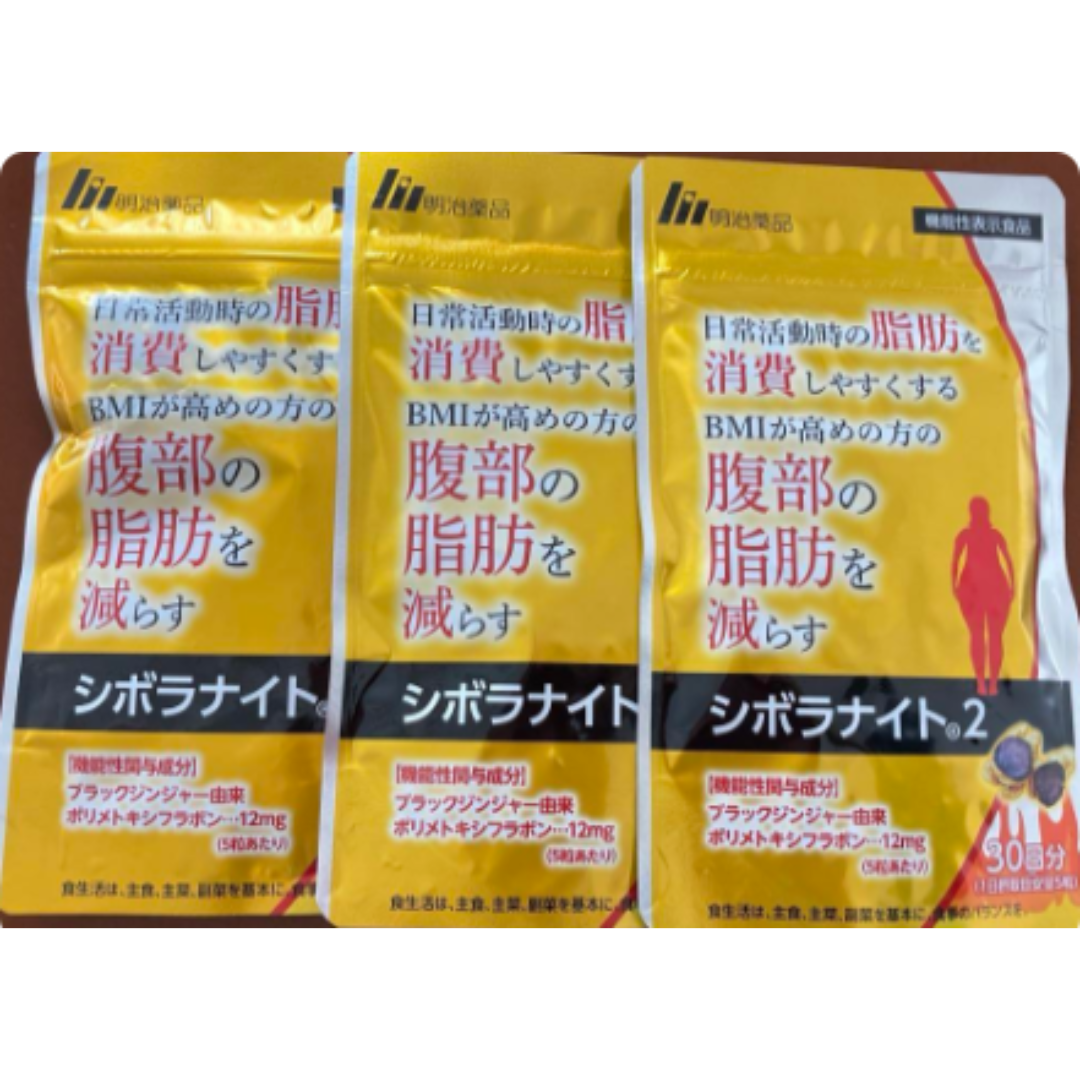 明治薬品
日常活動時の脂肪
消費しやすくす
BMIが高めの方の
腹部の
脂肪を
減らす
シボラナイト
[機能性関与成分]
ブラックジンジャー由来
ポリメトキシフラボン…12mg
(5粒あたり)
食生活は、主食、主菜、副菜を基本に、食
明治薬品
日常活動時の脂
消費しやすくす
BMIが高めの方の
腹部の
脂肪を
減らす
シボラナイト
[機能性関与成分]
ブラックジンジャー由来
ポリメトキシフラボン…12mg
(5粒あたり)
食生活は、主食、主菜、副菜を基本に、
明治薬品
機能性表示食品
日常活動時の脂肪を
消費しやすくする
BMIが高めの方の
腹部の
脂肪を
減らす
シボラナイト®2
[機能性関与成分]
ブラックジンジャー由来
ポリメトキシフラボン…12mg
(5粒あたり)
30回分
(1日摂取目安量5粒)
食生活は、主食、主菜、副菜を基本に、食事のバランスを。